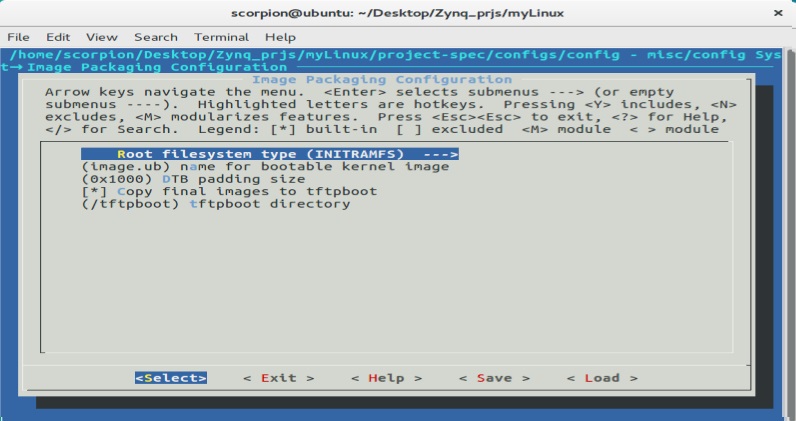 scorpion@ubuntu: ~/Desktop/Zynq_prjs/myLinux ×
File Edit View Search Terminal Help
/home/scorpion/Desktop/Zynq_prjs/myLinux/project-spec/configs/config - misc/config Sys
t→ Image Packaging Configuration
Image Packaging Configuration
Arrow keys navigate the menu. <Enter> selects submenus ---> (or empty
submenus ----). Highlighted letters are hotkeys. Pressing <Y> includes, <N>
excludes, <M> modularizes features. Press <Esc><Esc> to exit, <?> for Help,
</> for Search. Legend: [*] built-in [ ] excluded <M> module < > module
Root filesystem type (INITRAMFS) --->
(image.ub) name for bootable kernel image
(0x1000) DTB padding size
[*] Copy final images to tftpboot
(/tftpboot) tftpboot directory
<Select> < Exit > < Help > < Save > < Load >